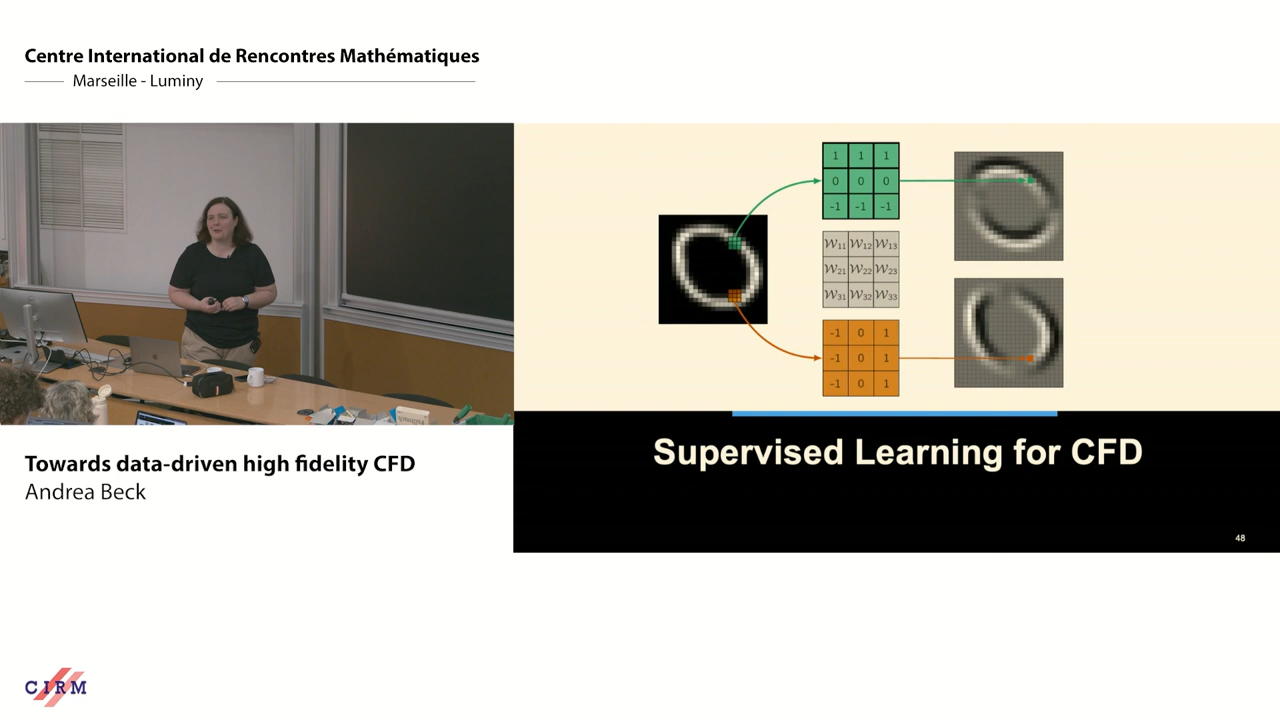 Centre International de Rencontres Mathématiques
Marseille - Luminy
1 1 1
0 0 0
-1 -1 -1
W11 W12 W13
W21 W22 W23
W31 W32 W33
-1 0 1
-1 0 1
-1 0 1
Supervised Learning for CFD
48
Towards data-driven high fidelity CFD
Andrea Beck
CIRM